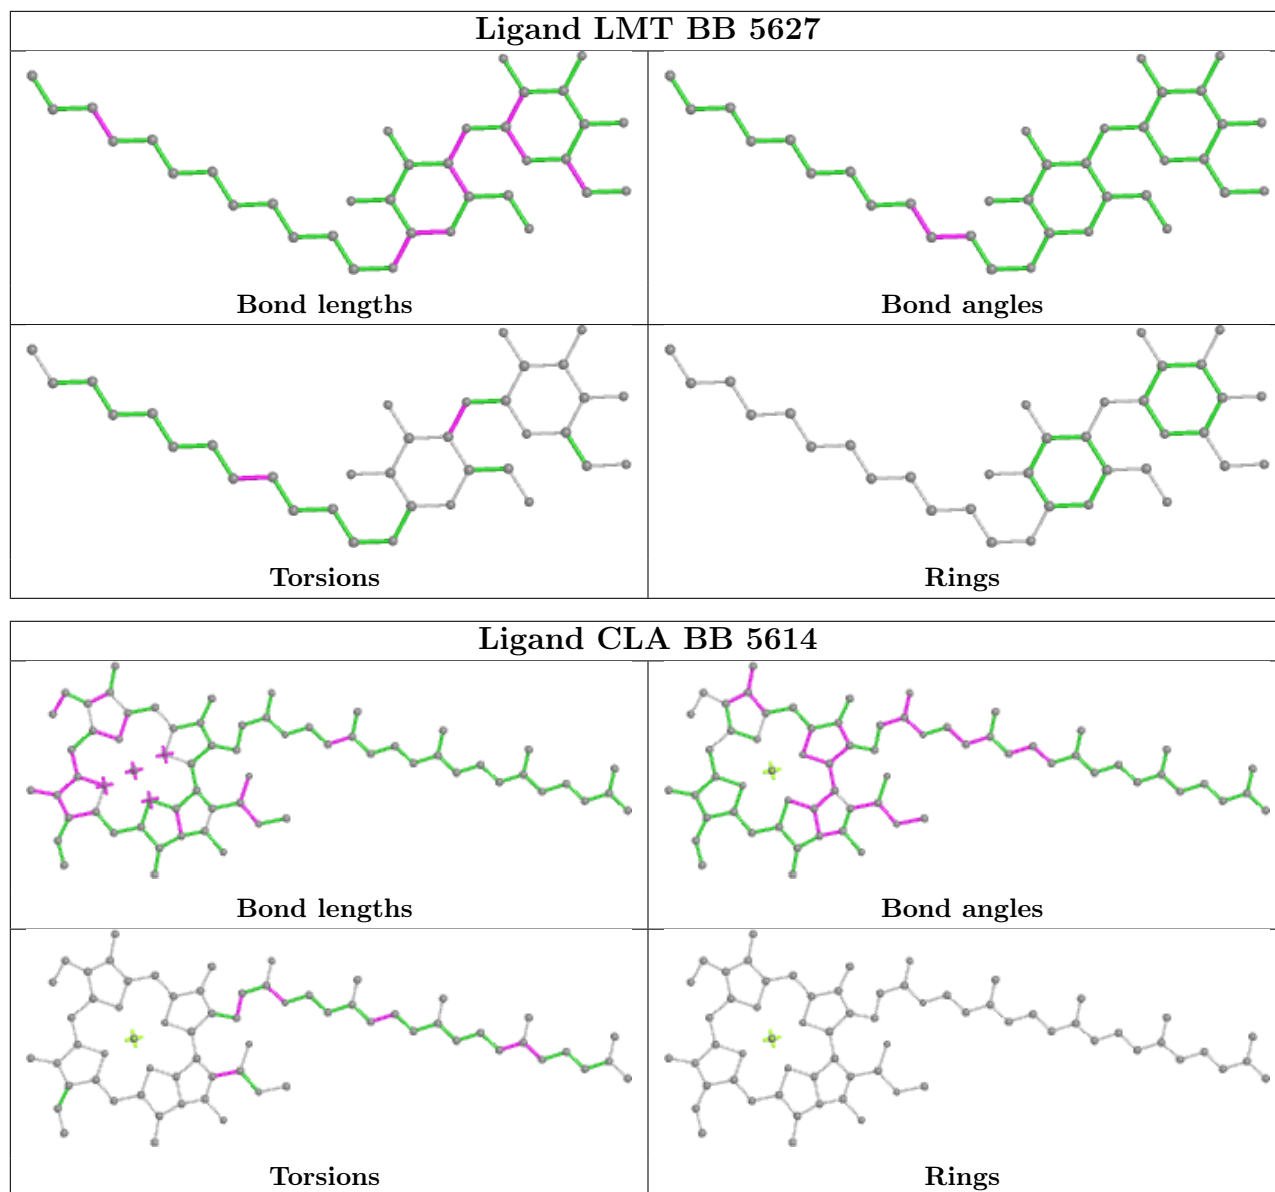 Ligand LMT BB 5627
Bond lengths
Bond angles
Torsions
Rings
Ligand CLA BB 5614
Bond lengths
Bond angles
Torsions
Rings